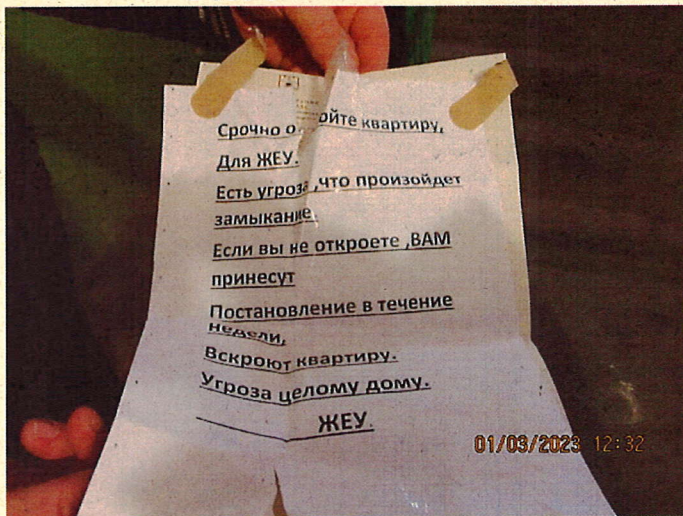 Срочно о ойте квартиру,
Для ЖЕУ.
Есть угроза ,что произойдет
замыкание.
Если вы не откроете ,ВАМ
принесут
Постановление в течение
недели,
Вскроют квартиру.
Угроза целому дому.
ЖЕУ.
01/03/2023 12:32